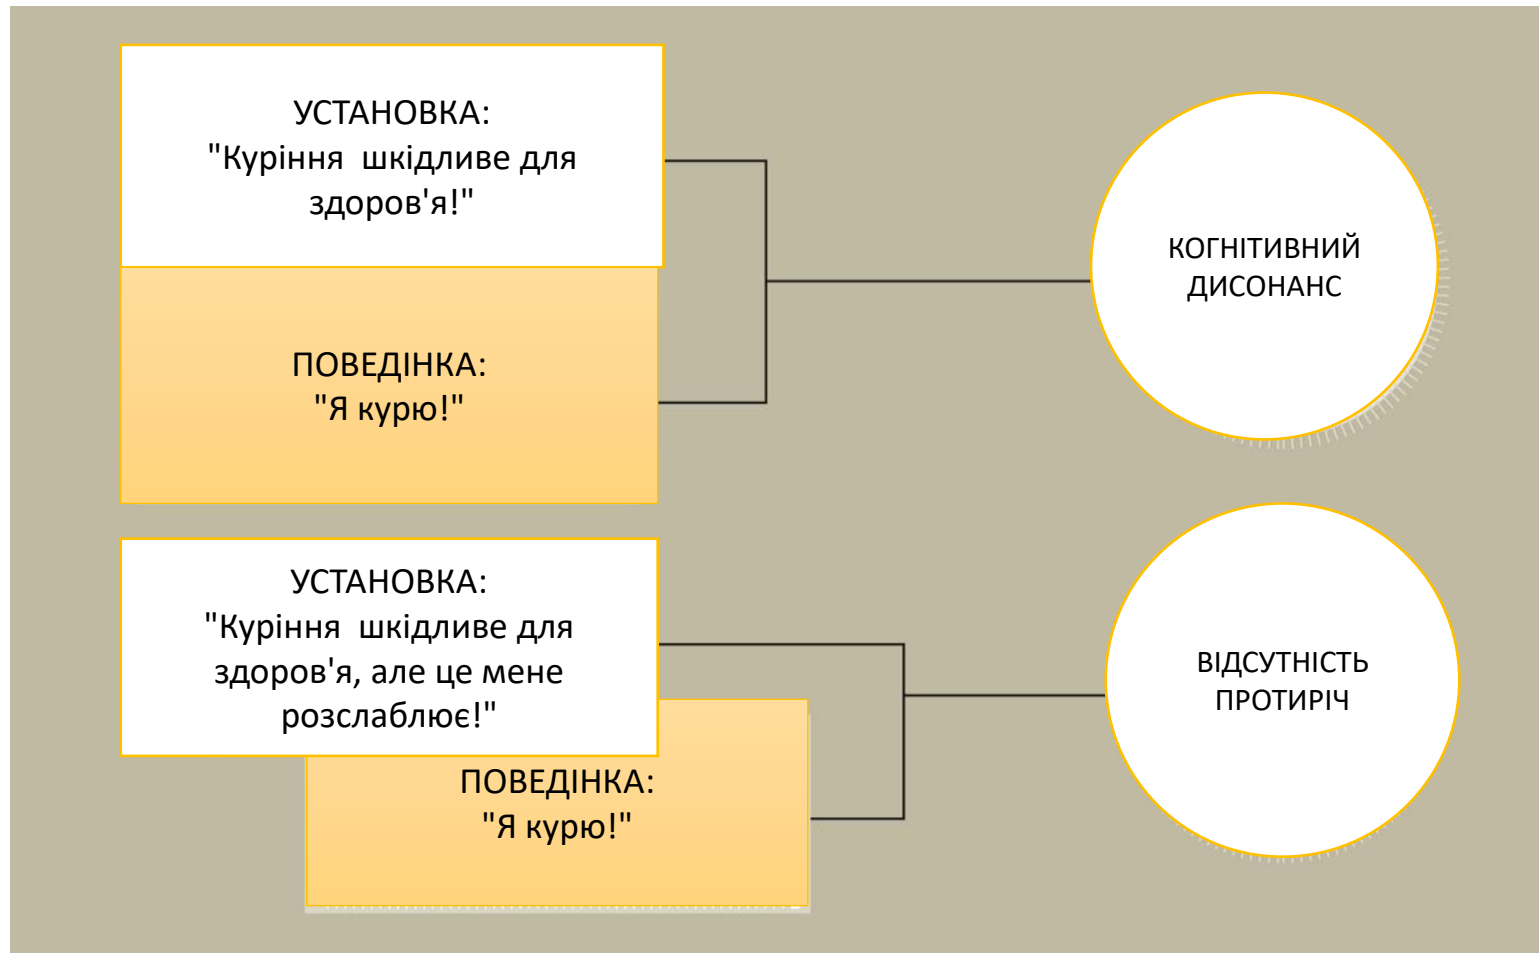 УСТАНОВКА:
"Куріння  шкідливе для
здоров'я!"
ПОВЕДІНКА:
"Я курю!"
КОГНІТИВНИЙ
ДИСОНАНС
УСТАНОВКА:
"Куріння  шкідливе для
здоров'я, але це мене
розслаблює!"
ПОВЕДІНКА:
"Я курю!"
ВІДСУТНІСТЬ
ПРОТИРІЧ